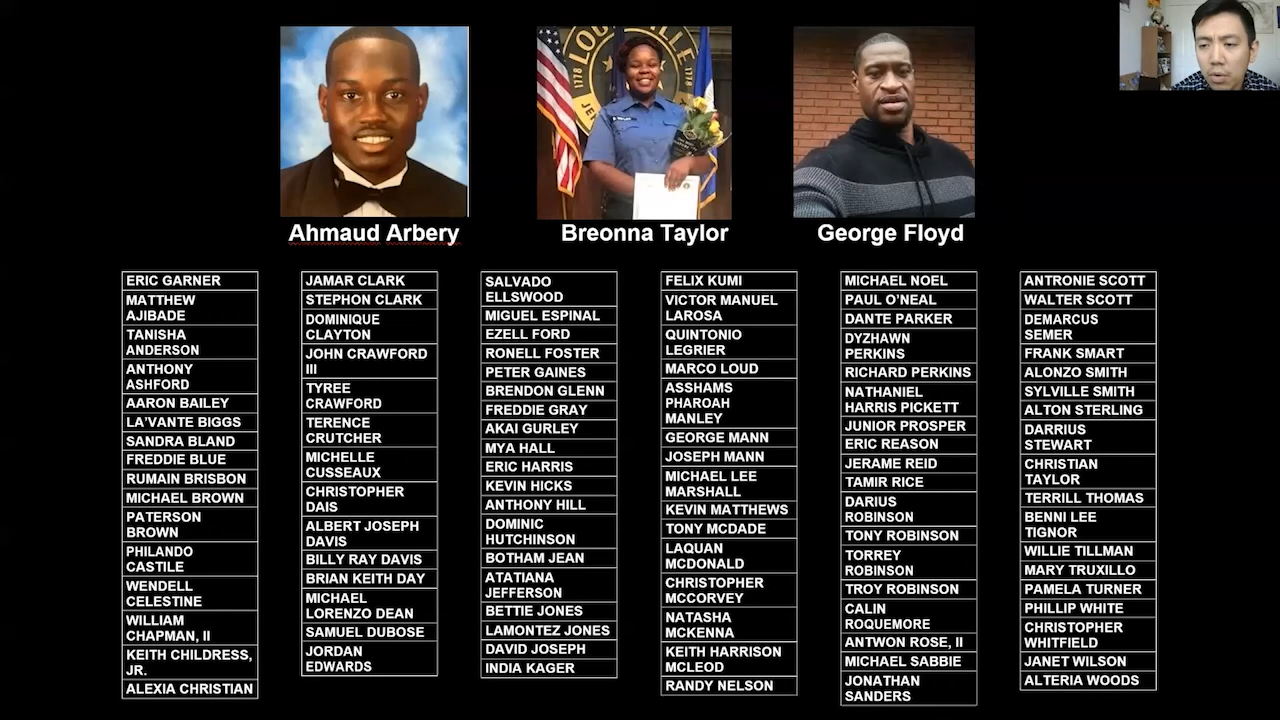 LOUISVILLE
1778
1778
Ahmaud Arbery
Breonna Taylor
George Floyd
ERIC GARNER
MATTHEW
AJIBADE
TANISHA
ANDERSON
ANTHONY
ASHFORD
AARON BAILEY
LA'VANTE BIGGS
SANDRA BLAND
FREDDIE BLUE
RUMAIN BRISBON
MICHAEL BROWN
PATERSON
BROWN
PHILANDO
CASTILE
WENDELL
CELESTINE
WILLIAM
CHAPMAN, II
KEITH CHILDRESS,
JR.
ALEXIA CHRISTIAN
JAMAR CLARK
STEPHON CLARK
DOMINIQUE
CLAYTON
JOHN CRAWFORD
III
TYREE
CRAWFORD
TERENCE
CRUTCHER
MICHELLE
CUSSEAUX
CHRISTOPHER
DAIS
ALBERT JOSEPH
DAVIS
BILLY RAY DAVIS
BRIAN KEITH DAY
MICHAEL
LORENZO DEAN
SAMUEL DUBOSE
JORDAN
EDWARDS
SALVADO
ELLSWOOD
MIGUEL ESPINAL
EZELL FORD
RONELL FOSTER
PETER GAINES
BRENDON GLENN
FREDDIE GRAY
AKAI GURLEY
MYA HALL
ERIC HARRIS
KEVIN HICKS
ANTHONY HILL
DOMINIC
HUTCHINSON
BOTHAM JEAN
ATATIANA
JEFFERSON
BETTIE JONES
LAMONTEZ JONES
DAVID JOSEPH
INDIA KAGER
FELIX KUMI
VICTOR MANUEL
LAROSA
QUINTONIO
LEGRIER
MARCO LOUD
ASSHAMS
PHAROAH
MANLEY
GEORGE MANN
JOSEPH MANN
MICHAEL LEE
MARSHALL
KEVIN MATTHEWS
TONY MCDADE
LAQUAN
MCDONALD
CHRISTOPHER
MCCORVEY
NATASHA
MCKENNA
KEITH HARRISON
MCLEOD
RANDY NELSON
MICHAEL NOEL
PAUL O'NEAL
DANTE PARKER
DYZHAWN
PERKINS
RICHARD PERKINS
NATHANIEL
HARRIS PICKETT
JUNIOR PROSPER
ERIC REASON
JERAME REID
TAMIR RICE
DARIUS
ROBINSON
TONY ROBINSON
TORREY
ROBINSON
TROY ROBINSON
CALIN
ROQUEMORE
ANTWON ROSE, II
MICHAEL SABBIE
JONATHAN
SANDERS
ANTRONIE SCOTT
WALTER SCOTT
DEMARCUS
SEMER
FRANK SMART
ALONZO SMITH
SYLVILLE SMITH
ALTON STERLING
DARRIUS
STEWART
CHRISTIAN
TAYLOR
TERRILL THOMAS
BENNI LEE
TIGNOR
WILLIE TILLMAN
MARY TRUXILLO
PAMELA TURNER
PHILLIP WHITE
CHRISTOPHER
WHITFIELD
JANET WILSON
ALTERIA WOODS